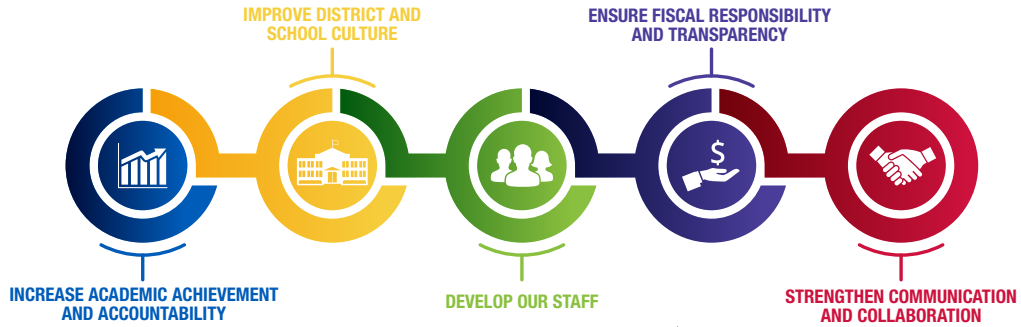 IMPROVE DISTRICT AND
SCHOOL CULTURE
ENSURE FISCAL RESPONSIBILITY
AND TRANSPARENCY
$
INCREASE ACADEMIC ACHIEVEMENT
AND ACCOUNTABILITY
DEVELOP OUR STAFF
STRENGTHEN COMMUNICATION
AND COLLABORATION